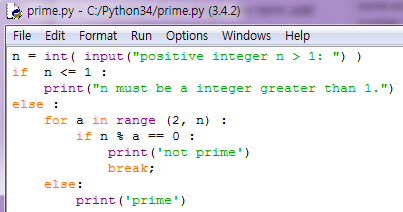 prime.py - C:/Python34/prime.py (3.4.2)
File Edit Format Run Options Windows Help
n = int( input("positive integer n > 1: ") )
if  n <= 1 :
    print("n must be a integer greater than 1.")
else :
    for a in range (2, n) :
        if n % a == 0 :
            print('not prime')
            break;
    else:
        print('prime')